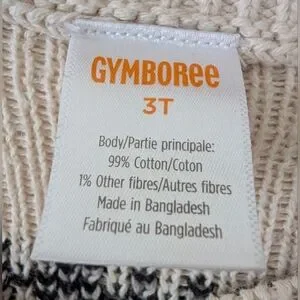 GYMBOREE
3T
Body/Partie principale:
99% Cotton/Coton
1% Other fibres/Autres fibres
Made in Bangladesh
Fabriqué au Bangladesh